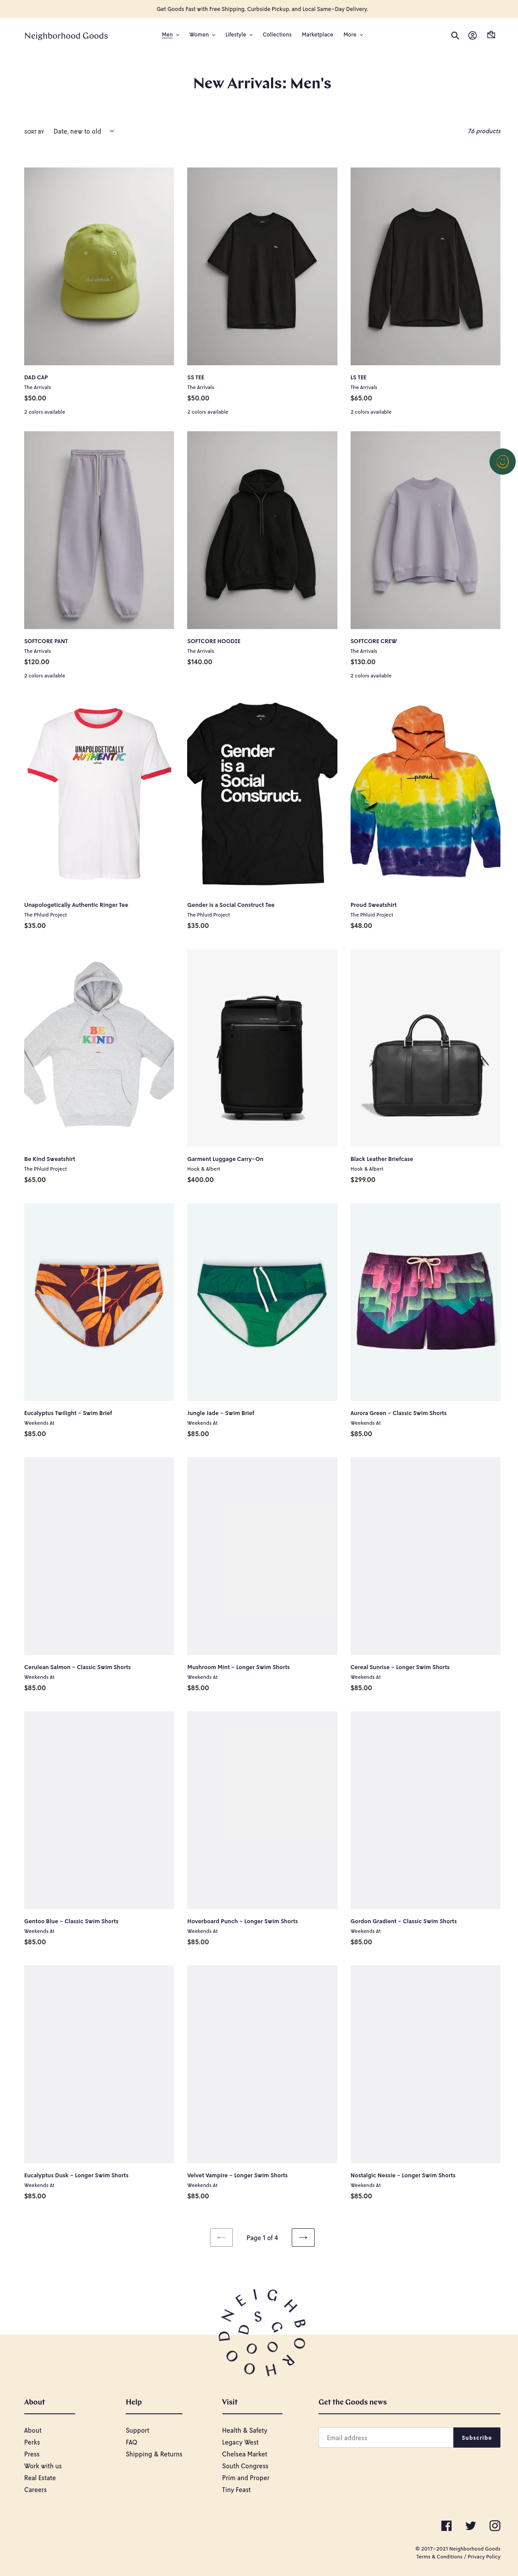 Get Goods Fast with Free Shipping, Curbside Pickup, and Local Same-Day Delivery.
Neighborhood Goods
Men
Women
Lifestyle
Collections
Marketplace
More
New Arrivals: Men's
SORT BY
Date, new to old
76 products
DAD CAP
The Arrivals
$50.00
2 colors available
SS TEE
The Arrivals
$50.00
2 colors available
LS TEE
The Arrivals
$65.00
2 colors available
SOFTCORE PANT
The Arrivals
$120.00
2 colors available
SOFTCORE HOODIE
The Arrivals
$140.00
SOFTCORE CREW
The Arrivals
$130.00
2 colors available
UNAPOLOGETICALLY
AUTHENTIC
Gender
is a
Social
Construct.
proud
Unapologetically Authentic Ringer Tee
The Phluid Project
$35.00
Gender is a Social Construct Tee
The Phluid Project
$35.00
Proud Sweatshirt
The Phluid Project
$48.00
BE
KIND
Be Kind Sweatshirt
The Phluid Project
$65.00
Garment Luggage Carry-On
Hook & Albert
$400.00
Black Leather Briefcase
Hook & Albert
$299.00
Eucalyptus Twilight - Swim Brief
Weekends At
$85.00
Jungle Jade - Swim Brief
Weekends At
$85.00
Aurora Green - Classic Swim Shorts
Weekends At
$85.00
Cerulean Salmon - Classic Swim Shorts
Weekends At
$85.00
Mushroom Mint - Longer Swim Shorts
Weekends At
$85.00
Cereal Sunrise - Longer Swim Shorts
Weekends At
$85.00
Gentoo Blue - Classic Swim Shorts
Weekends At
$85.00
Hoverboard Punch - Longer Swim Shorts
Weekends At
$85.00
Gordon Gradient - Classic Swim Shorts
Weekends At
$85.00
Eucalyptus Dusk - Longer Swim Shorts
Weekends At
$85.00
Velvet Vampire - Longer Swim Shorts
Weekends At
$85.00
Nostalgic Nessie - Longer Swim Shorts
Weekends At
$85.00
Page 1 of 4
NEIGHBORHOOD
GOODS
About
About
Perks
Press
Work with us
Real Estate
Careers
Help
Support
FAQ
Shipping & Returns
Visit
Health & Safety
Legacy West
Chelsea Market
South Congress
Prim and Proper
Tiny Feast
Get the Goods news
Email address
Subscribe
© 2017-2021 Neighborhood Goods
Terms & Conditions / Privacy Policy